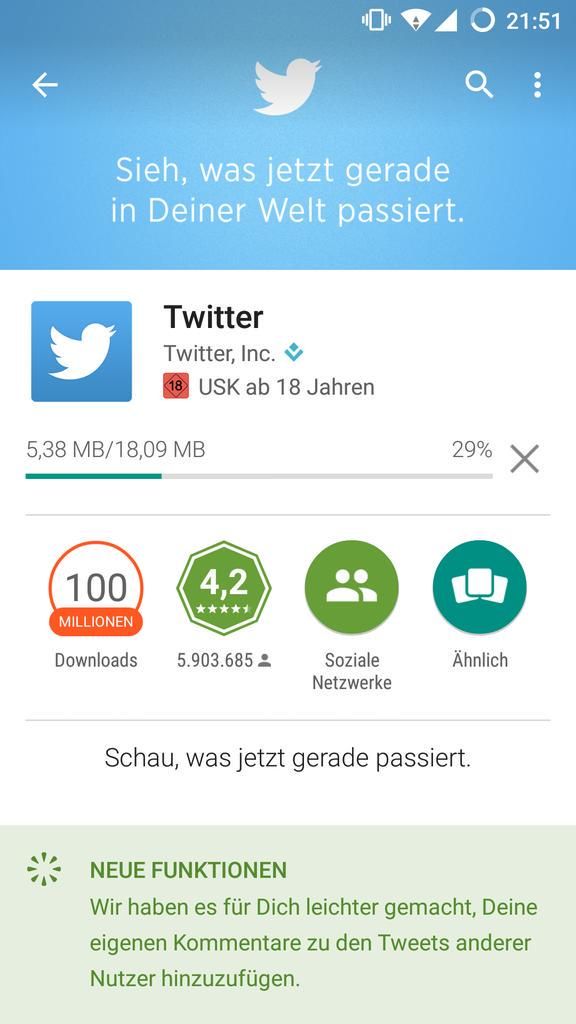 21:51
Sieh, was jetzt gerade
in Deiner Welt passiert.
Twitter
Twitter, Inc.
18 USK ab 18 Jahren
5,38 MB/18,09 MB 29%
100
MILLIONEN
Downloads
4,2
5.903.685
Soziale
Netzwerke
Ähnlich
Schau, was jetzt gerade passiert.
NEUE FUNKTIONEN
Wir haben es für Dich leichter gemacht, Deine
eigenen Kommentare zu den Tweets anderer
Nutzer hinzuzufügen.